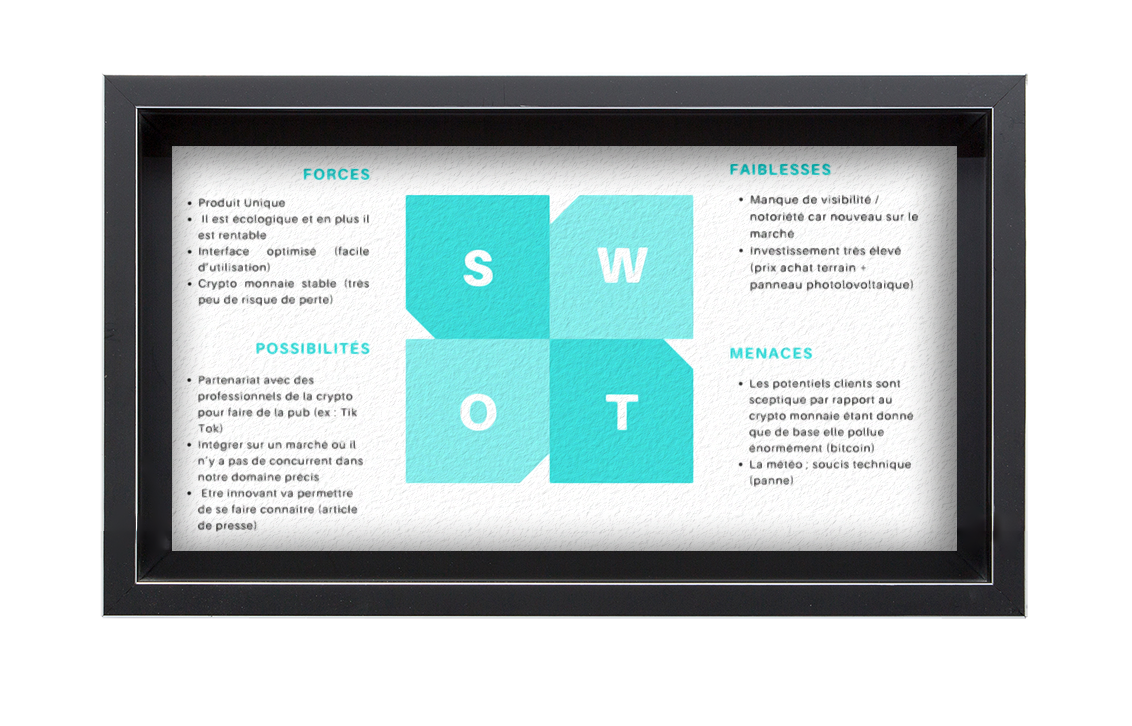 FORCES
• Produit Unique
• Il est écologique et en plus il
est rentable
• Interface optimisé (facile
d'utilisation)
• Crypto monnaie stable (très
peu de risque de perte)
POSSIBILITÉS
• Partenariat avec des
professionnels de la crypto
pour faire de la pub (ex : Tik
Tok)
• Intégrer sur un marché où il
n'y a pas de concurrent dans
notre domaine précis
• Etre innovant va permettre
de se faire connaitre (article
de presse)
S
W
O
T
FAIBLESSES
• Manque de visibilité /
notoriété car nouveau sur le
marché
• Investissement très élevé
(prix achat terrain +
panneau photolovoltaique)
MENACES
• Les potentiels clients sont
sceptique par rapport au
crypto monnaie étant donné
que de base elle pollue
énormément (bitcoin)
• La météo ; soucis technique
(panne)